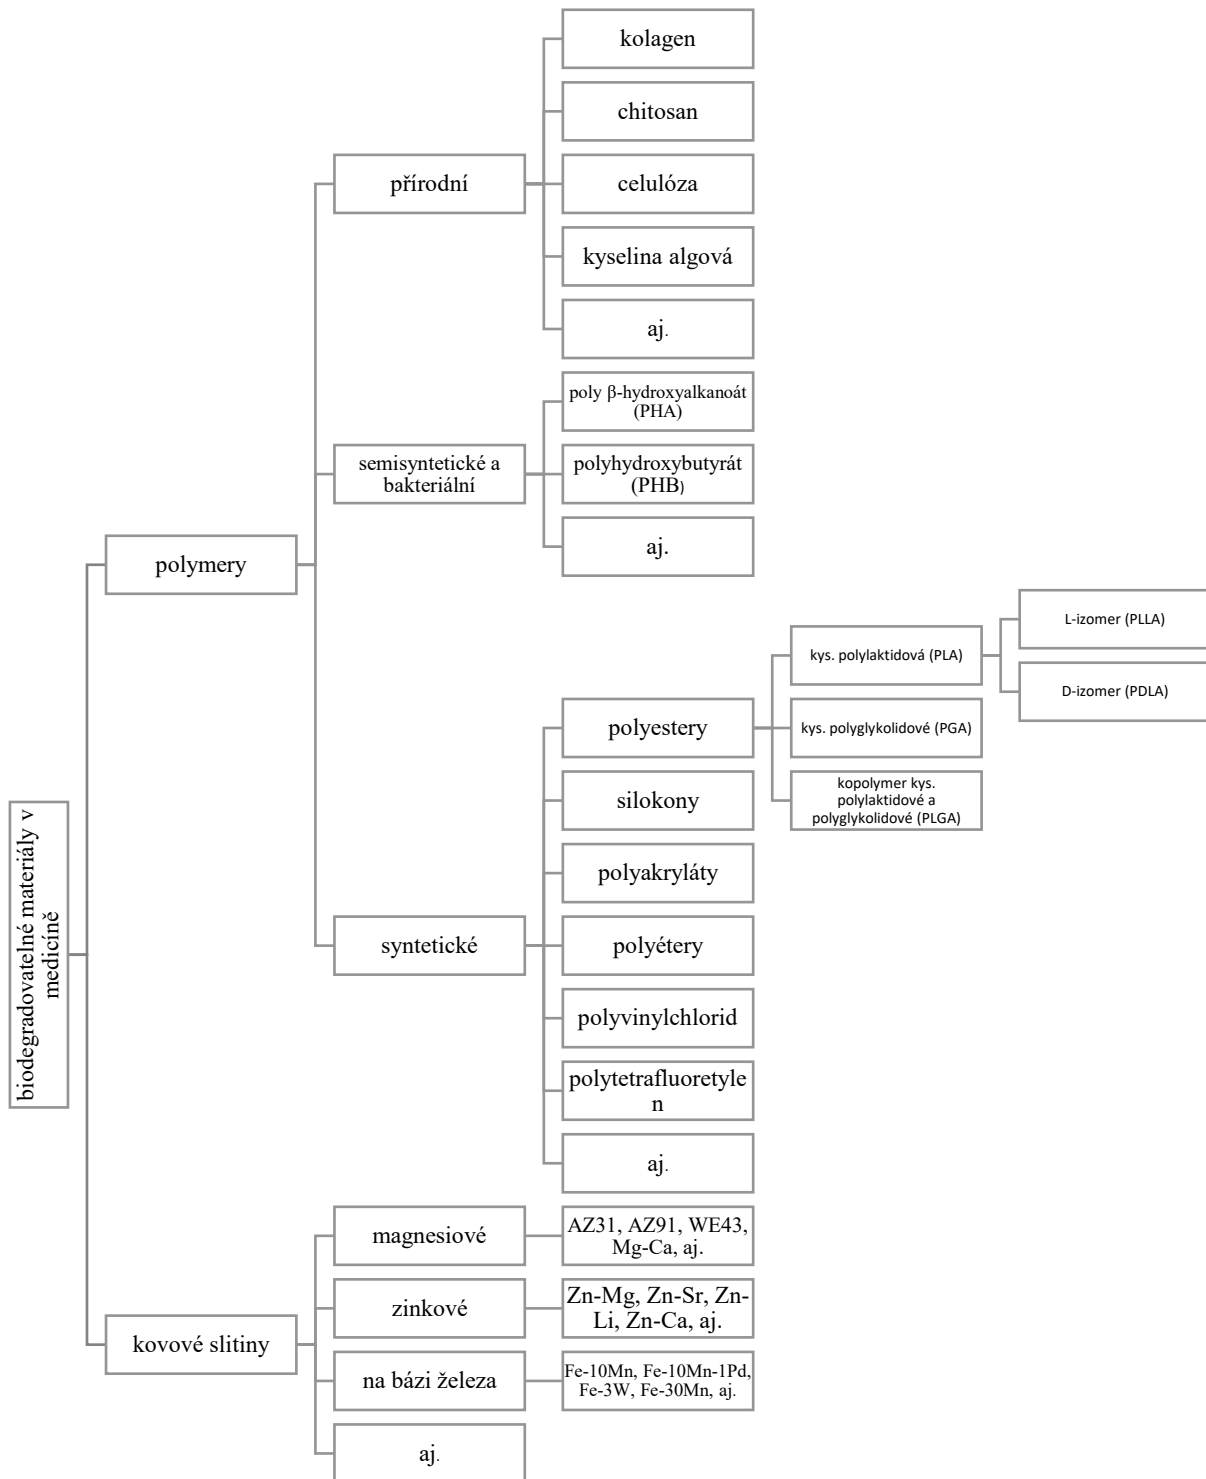 biodegradovatelné materiály v
medicíně
polymery
přírodní
kolagen
chitosan
celulóza
kyselina algová
aj.
semisyntetické a
bakteriální
poly β-hydroxyalkanoát
(PHA)
polyhydroxybutyrát
(PHB)
aj.
syntetické
polyestery
kys. polylaktidová (PLA)
L-izomer (PLLA)
D-izomer (PDLA)
kys. polyglykolidové (PGA)
kopolymer kys.
polylaktidové a
polyglykolidové (PLGA)
silokony
polyakryláty
polyétery
polyvinylchlorid
polytetrafluoretyle
n
aj.
kovové slitiny
magnesiové
AZ31, AZ91, WE43,
Mg-Ca, aj.
zinkové
Zn-Mg, Zn-Sr, Zn-
Li, Zn-Ca, aj.
na bázi železa
Fe-10Mn, Fe-10Mn-1Pd,
Fe-3W, Fe-30Mn, aj.
aj.